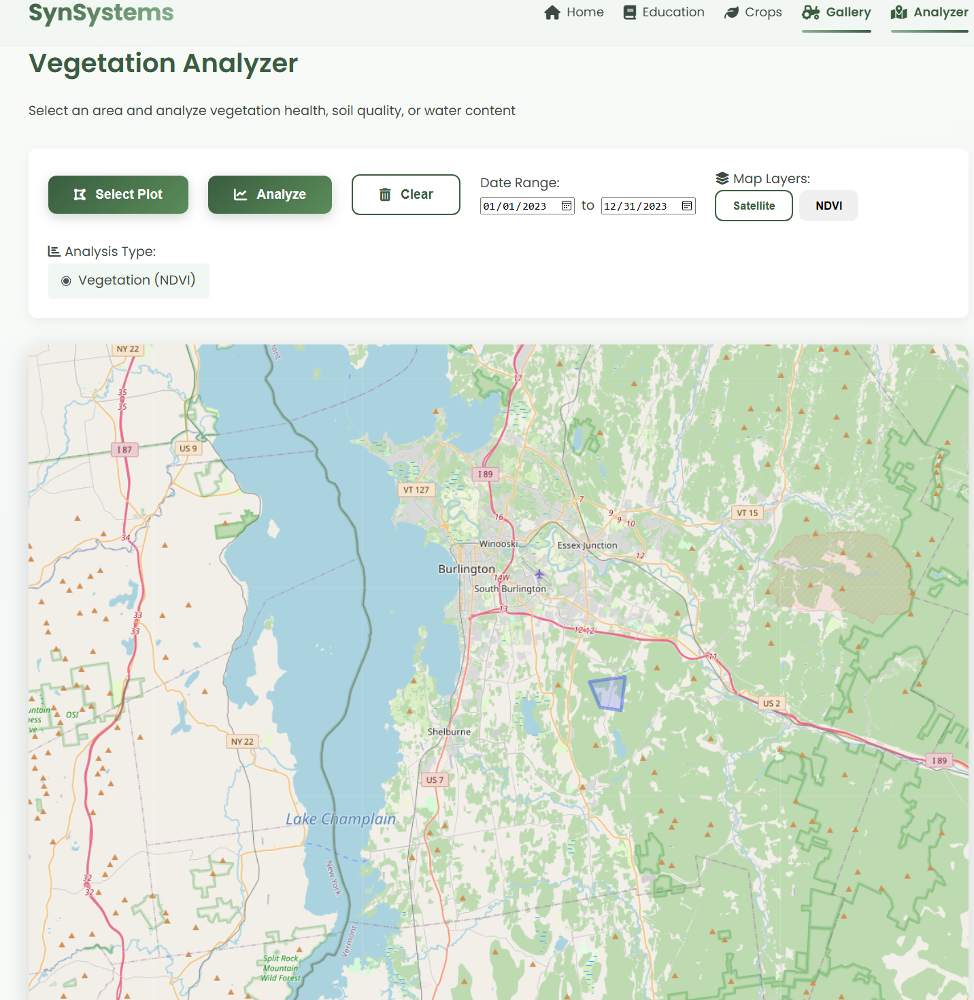 SynSystems
Home
Education
Crops
Gallery
Analyzer
Vegetation Analyzer
Select an area and analyze vegetation health, soil quality, or water content
Select Plot
Analyze
Clear
Date Range:
01/01/2023 to 12/31/2023
Map Layers:
Satellite
NDVI
Analysis Type:
Vegetation (NDVI)
NY 22
17
35
35
I 87
US 9
I 89
VT 127
7
9
9
10
VT 15
16
34
Winooski
Essex Junction
12
Burlington
14W
South Burlington
13
33
33
12 12
11
US 2
OSI
Shelburne
NY 22
I 89
US 7
Lake Champlain
New York
32
32
Vermont
Split Rock
Mountain
Wild Forest